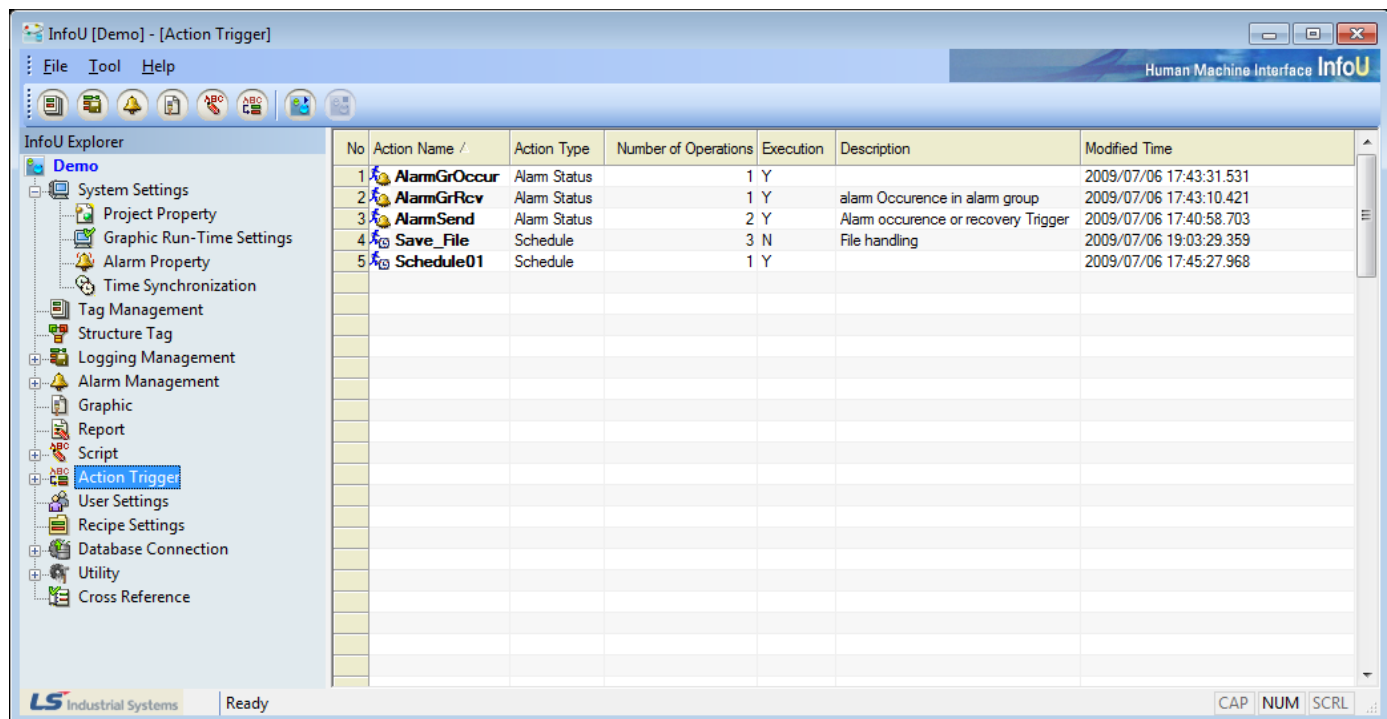 InfoU [Demo] - [Action Trigger]
File Tool Help
Human Machine Interface InfoU
InfoU Explorer
Demo
System Settings
Project Property
Graphic Run-Time Settings
Alarm Property
Time Synchronization
Tag Management
Structure Tag
Logging Management
Alarm Management
Graphic
Report
Script
Action Trigger
User Settings
Recipe Settings
Database Connection
Utility
Cross Reference
No Action Name Action Type Number of Operations Execution Description Modified Time
1 AlarmGrOccur Alarm Status 1 Y 2009/07/06 17:43:31.531
2 AlarmGrRcv Alarm Status 1 Y alarm Occurence in alarm group 2009/07/06 17:43:10.421
3 AlarmSend Alarm Status 2 Y Alarm occurence or recovery Trigger 2009/07/06 17:40:58.703
4 Save_File Schedule 3 N File handling 2009/07/06 19:03:29.359
5 Schedule01 Schedule 1 Y 2009/07/06 17:45:27.968
LS Industrial Systems Ready CAP NUM SCRL